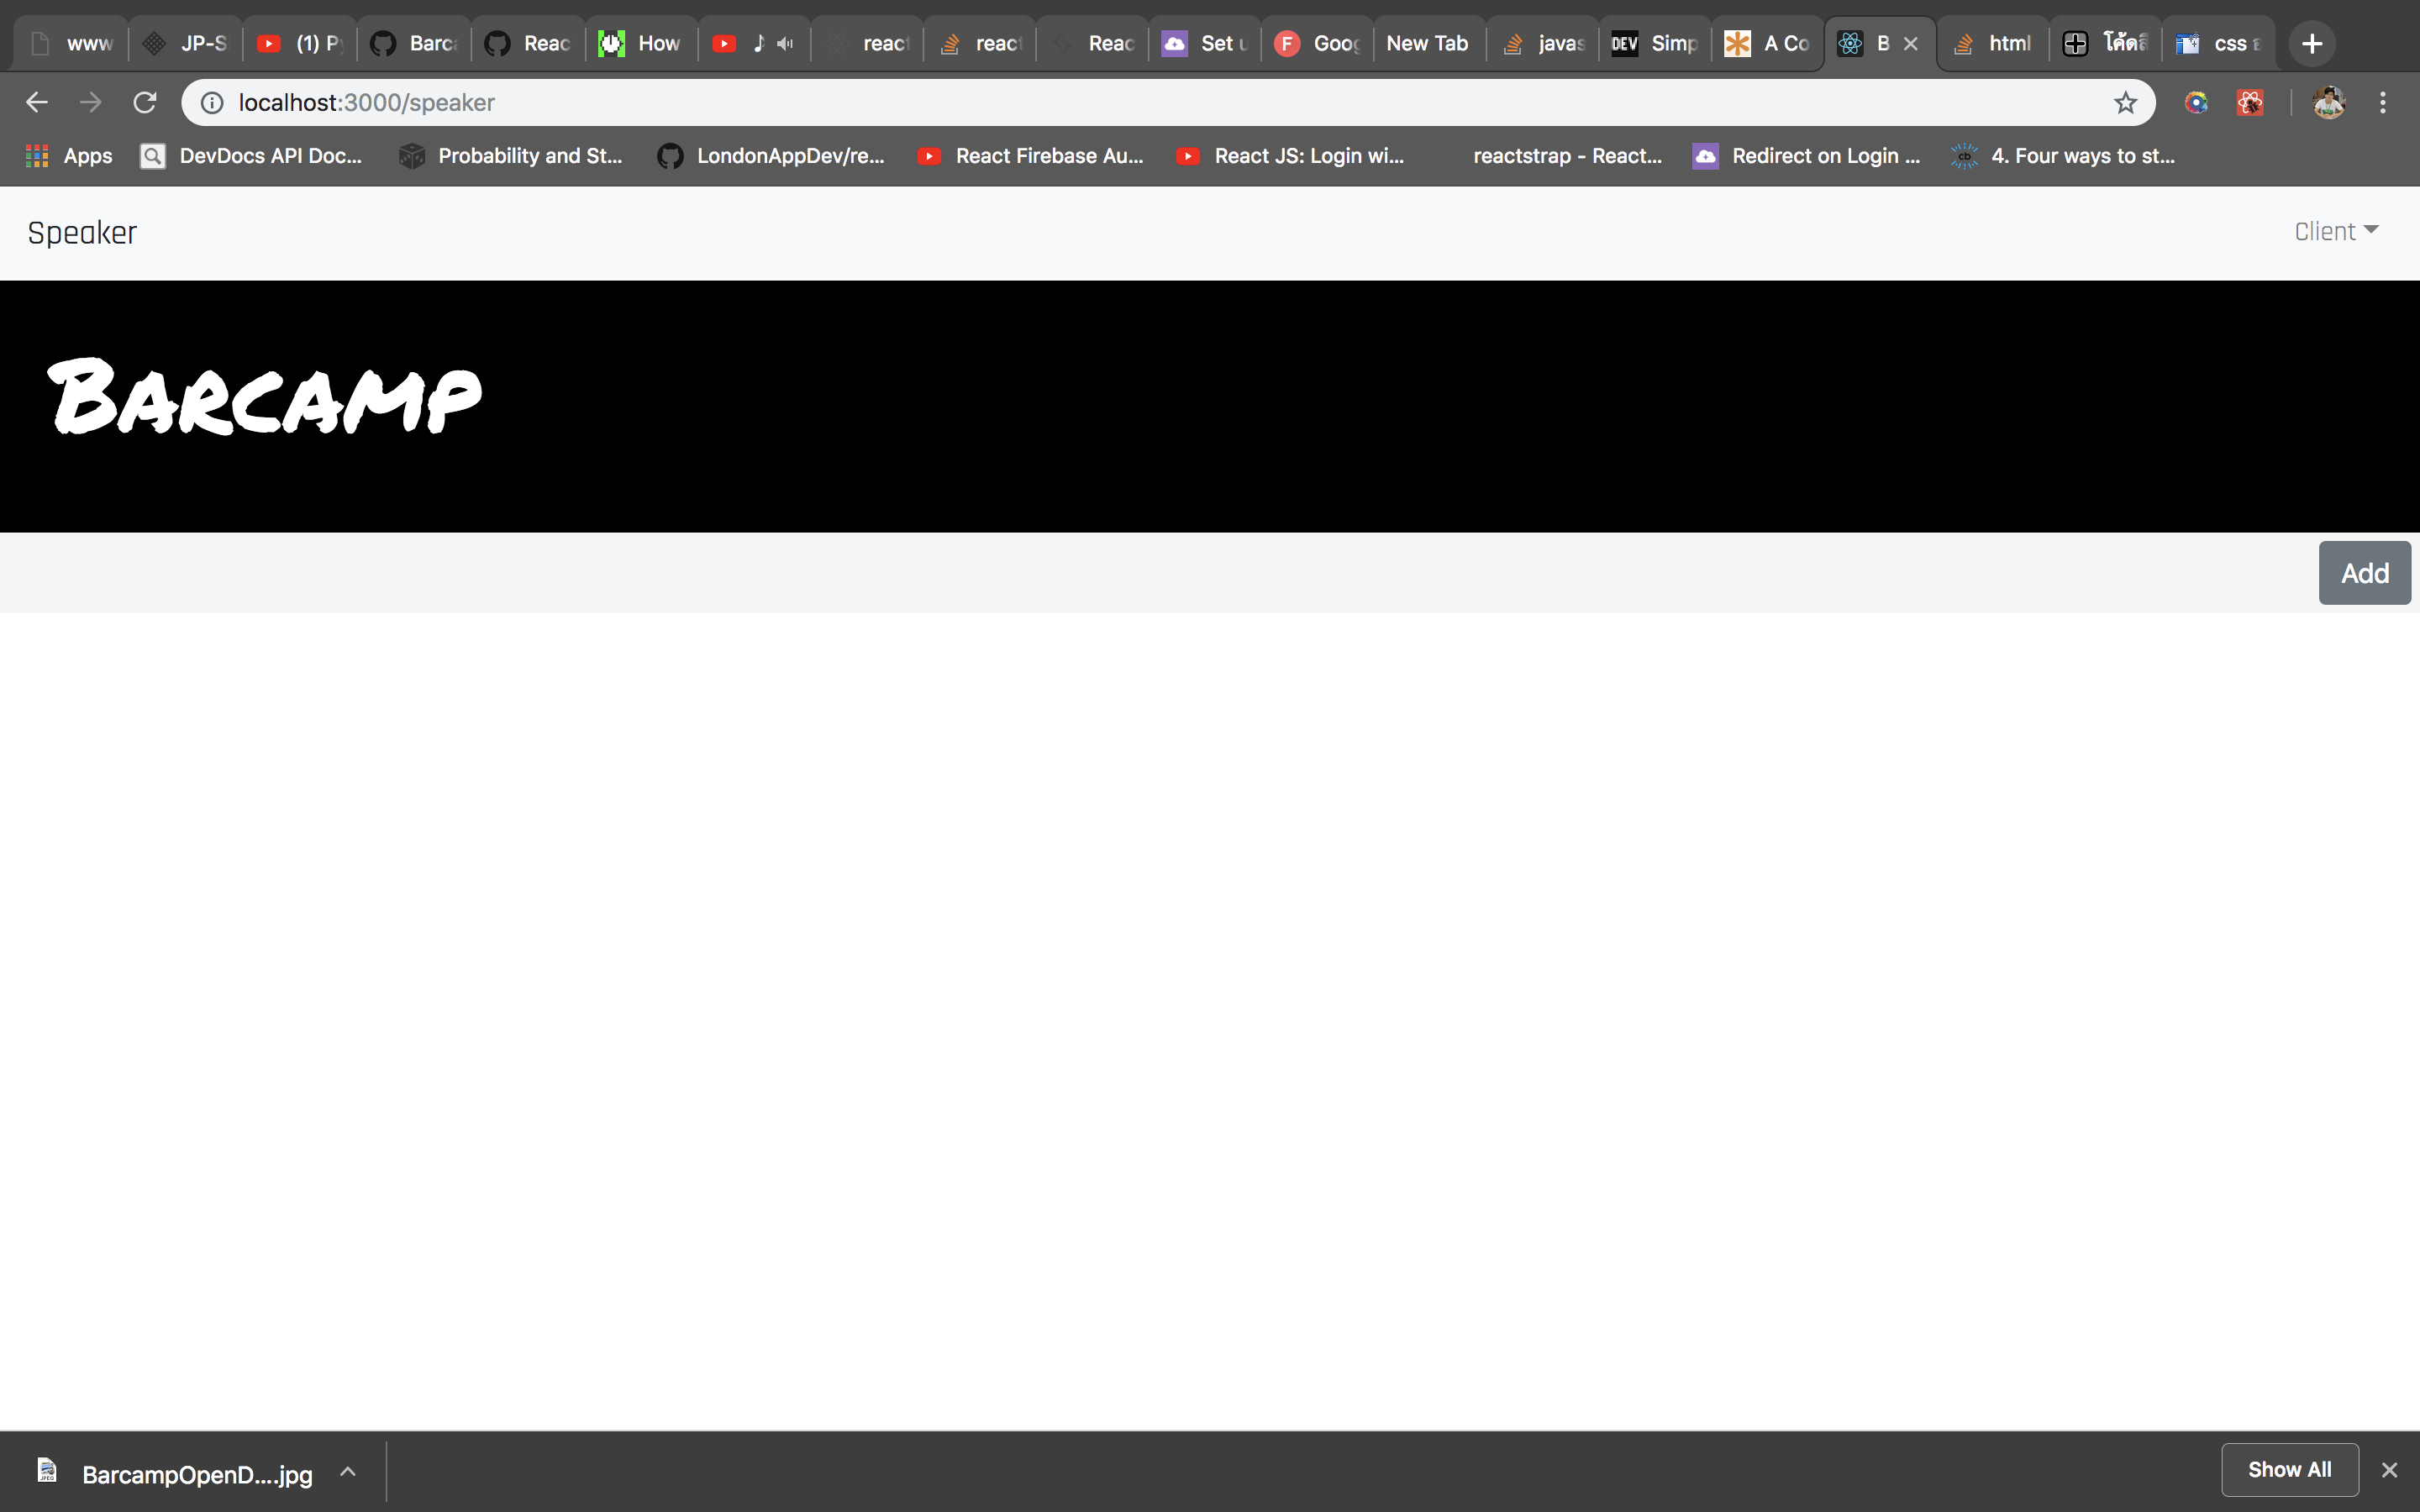 www JP-S (1) Py Barca Reac How reac react Reac Set u Goog New Tab javas Simp A Co B html โค้ดสี css
localhost:3000/speaker
Apps DevDocs API Doc... Probability and St... LondonAppDev/re... React Firebase Au... React JS: Login wi... reactstrap - React... Redirect on Login ... 4. Four ways to st...
Speaker Client
Barcamp
Add
BarcampOpenD....jpg Show All